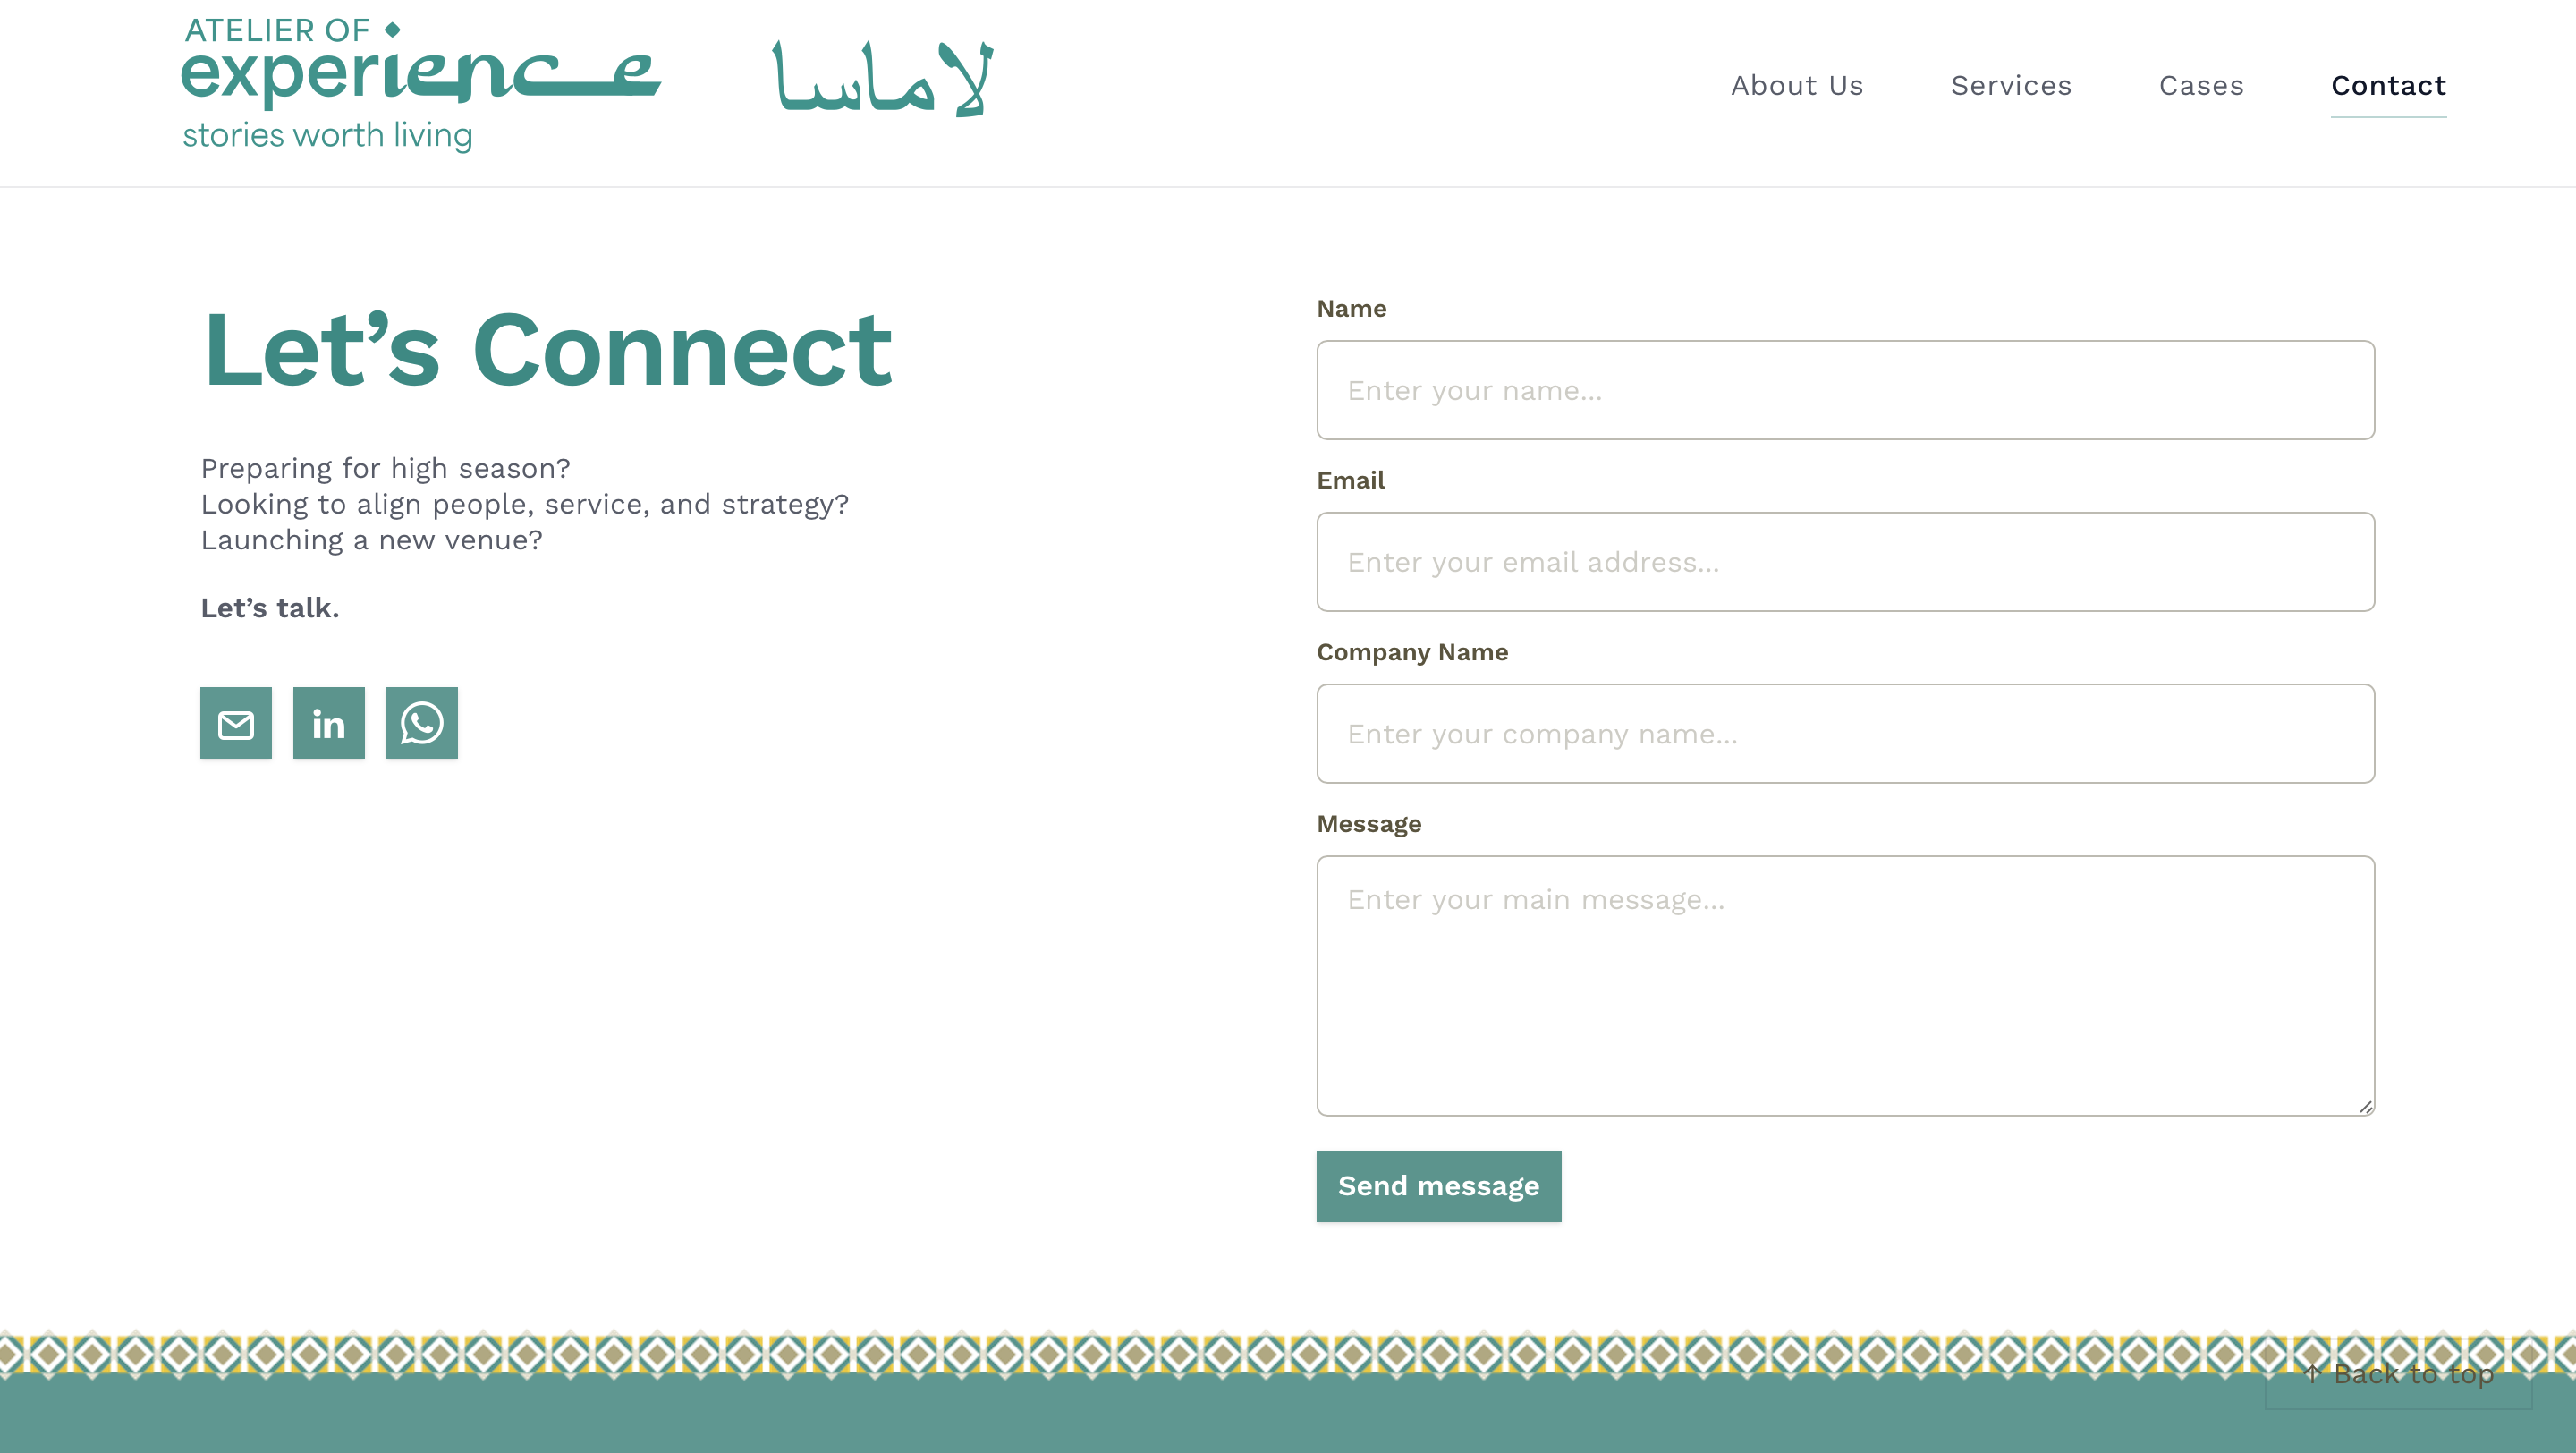 ATELIER OF
experience
stories worth living
لاماسا
About Us
Services
Cases
Contact
Let’s Connect
Preparing for high season?
Looking to align people, service, and strategy?
Launching a new venue?
Let’s talk.
in
Name
Enter your name...
Email
Enter your email address...
Company Name
Enter your company name...
Message
Enter your main message...
Send message
↑ Back to top